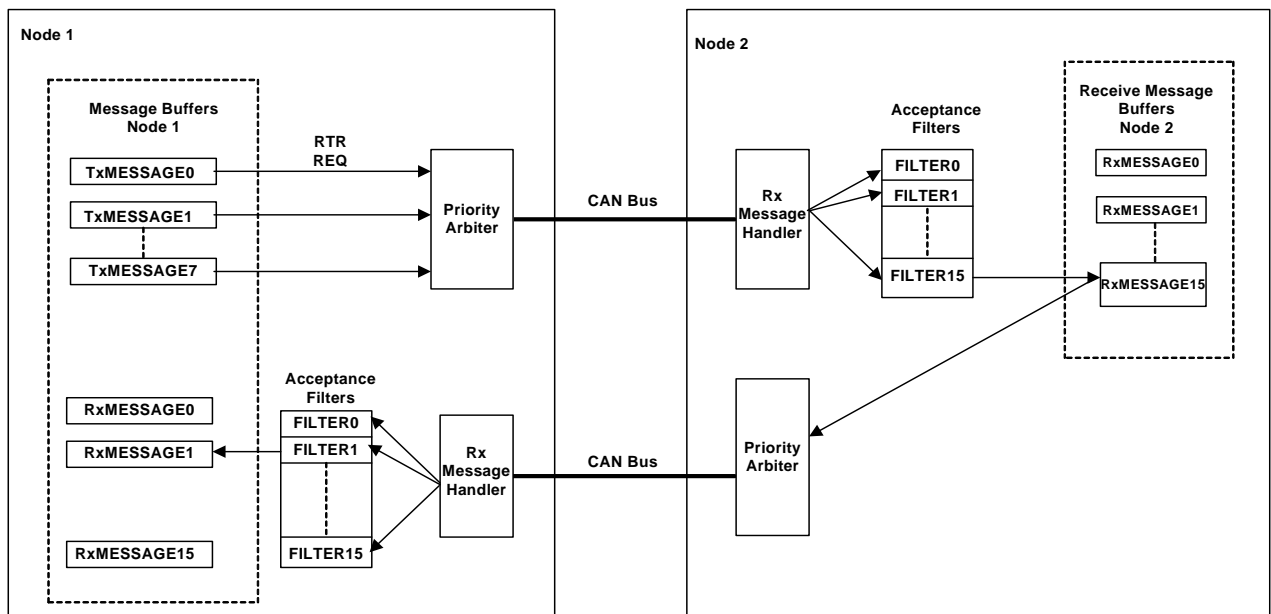 Node 1
Message Buffers
Node 1
TxMESSAGE0
TxMESSAGE1
TxMESSAGE7
RTR
REQ
Priority
Arbiter
RxMESSAGE0
RxMESSAGE1
RxMESSAGE15
Acceptance
Filters
FILTER0
FILTER1
FILTER15
Rx
Message
Handler
CAN Bus
CAN Bus
Node 2
Rx
Message
Handler
Acceptance
Filters
FILTER0
FILTER1
FILTER15
Receive Message
Buffers
Node 2
RxMESSAGE0
RxMESSAGE1
RxMESSAGE15
Priority
Arbiter